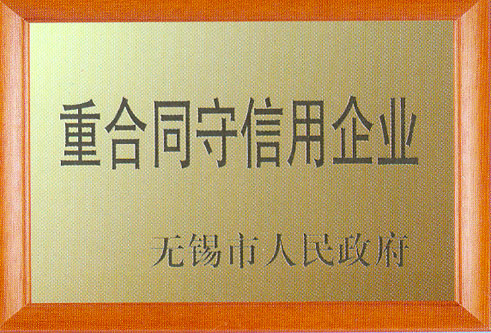 重合同守信用企业
无锡市人民政府